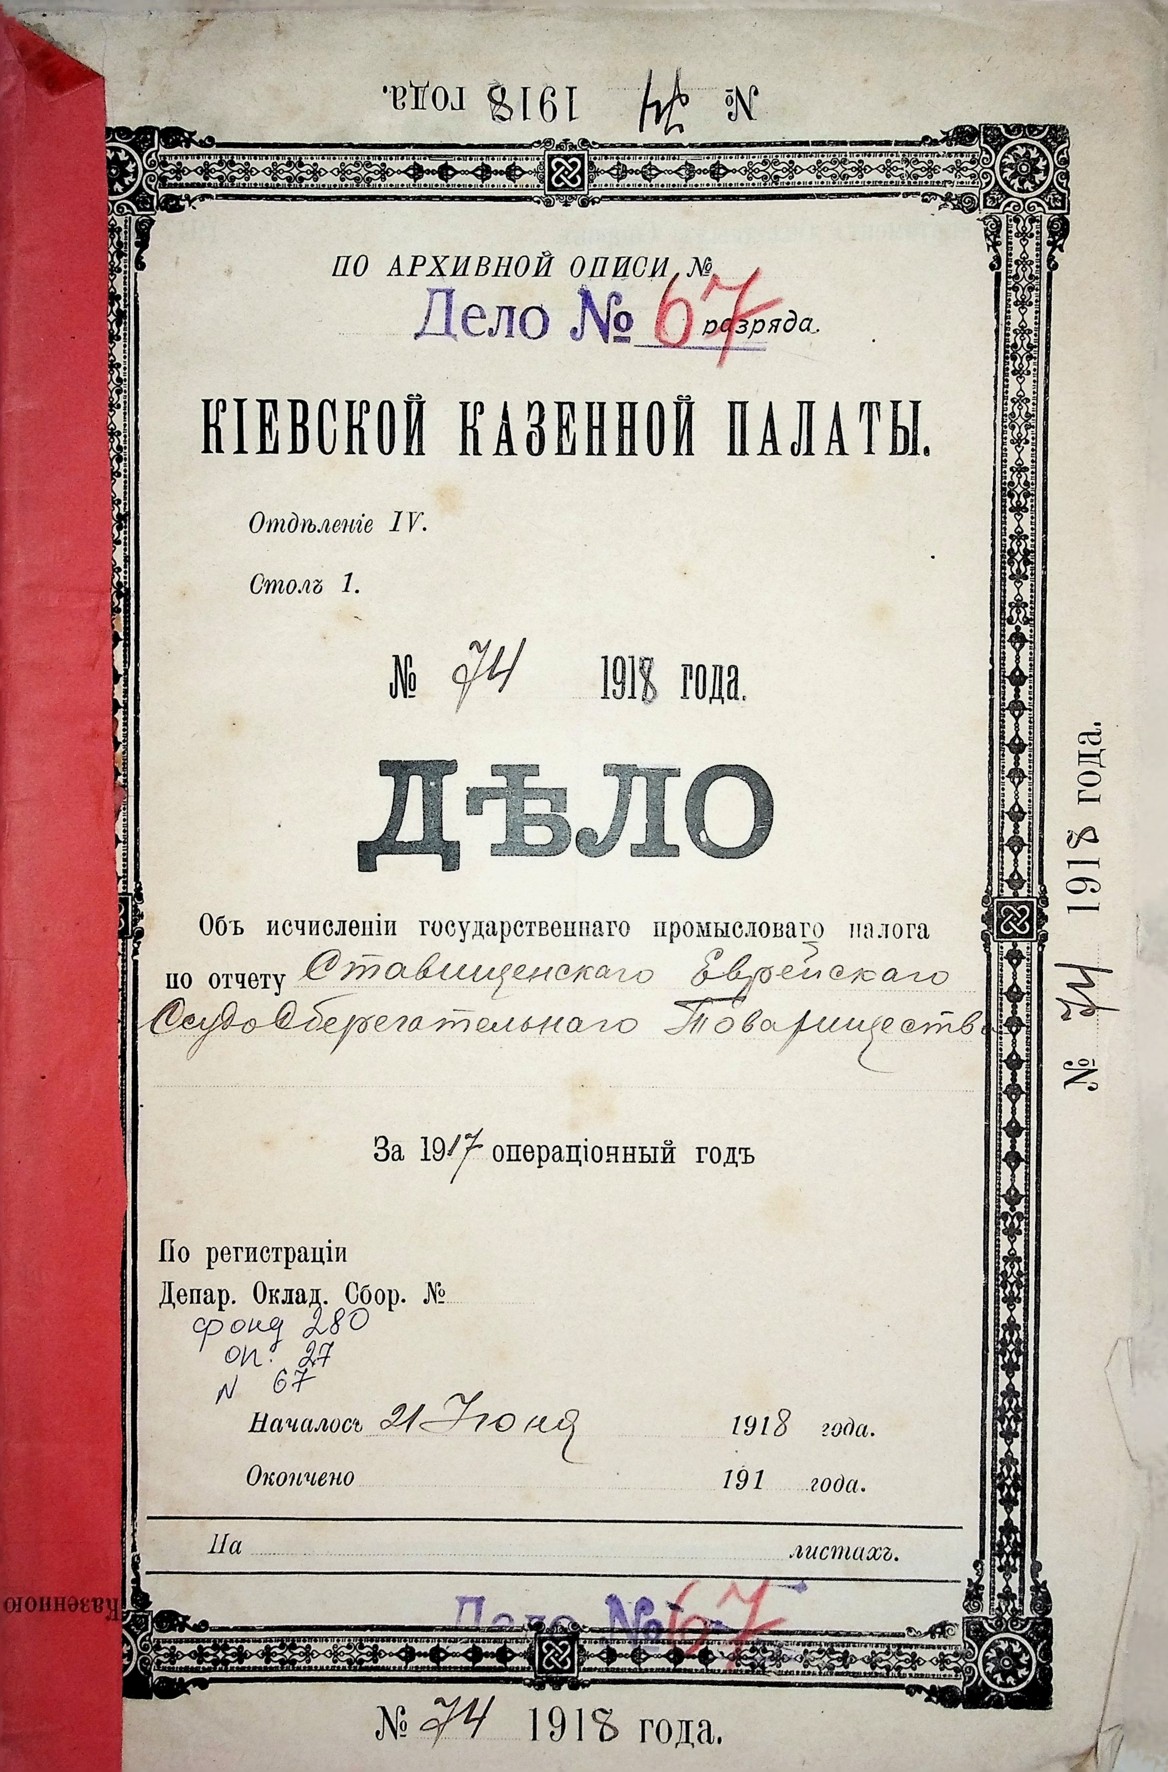 № 74 1918 года.
ПО АРХИВНОЙ ОПИСИ №
Дело № 67 разряда.
КІЕВСКОЙ КАЗЕННОЙ ПАЛАТЫ.
Отдѣленіе IV.
Столъ 1.
№ 74 1918 года.
ДѢЛО
Объ исчисленіи государственнаго промысловаго налога
по отчету Ставищенскаго Еврейскаго
Ссудо Сберегательнаго Товарищества
За 1917 операціонный годъ
По регистраціи
Депар. Оклад. Сбор. №
фонд 280
оп. 27
N 67
Началось 21 Іюня 1918 года.
Окончено 191 года.
На листахъ.
Дело № 67
№ 74 1918 года.
№ 74 1918 года.
Казенною